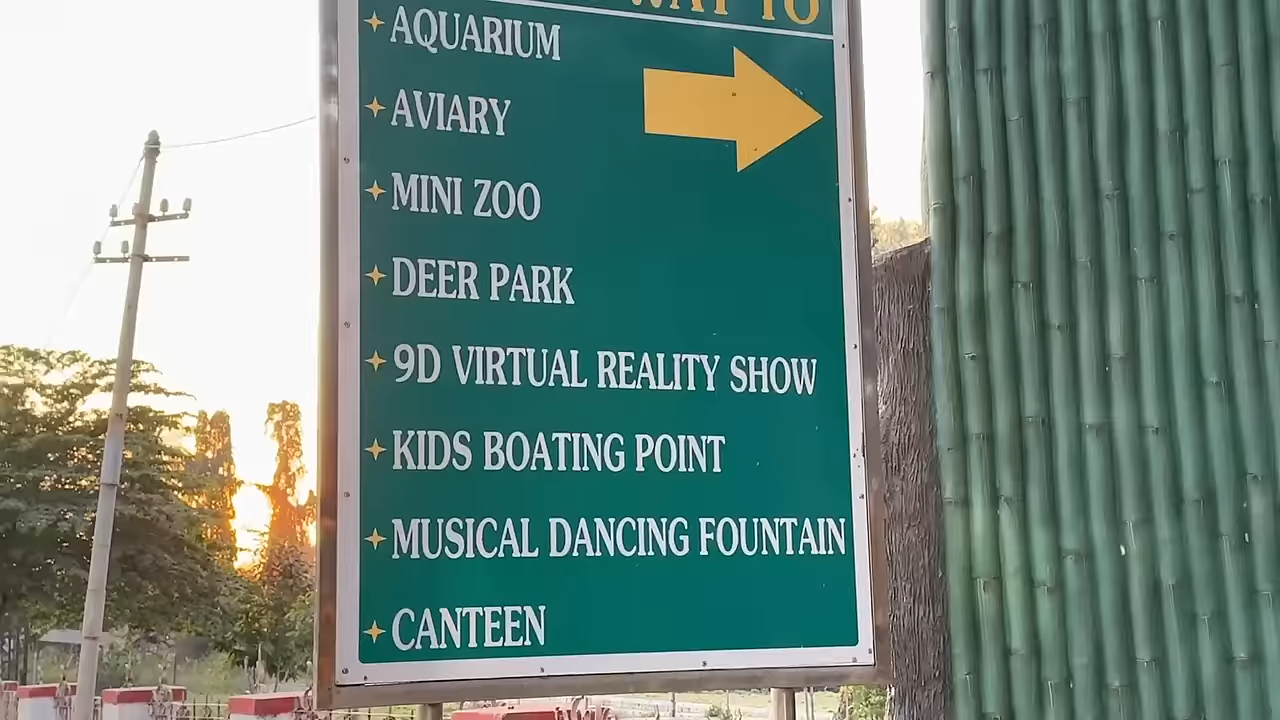 WAY TO
AQUARIUM
AVIARY
MINI ZOO
DEER PARK
9D VIRTUAL REALITY SHOW
KIDS BOATING POINT
MUSICAL DANCING FOUNTAIN
CANTEEN